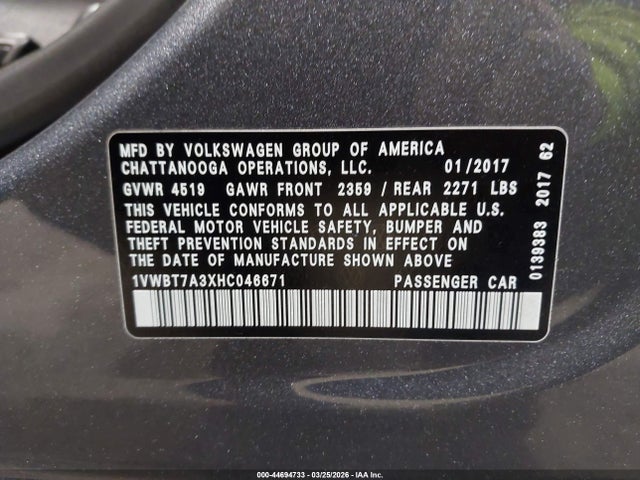 MFD BY VOLKSWAGEN GROUP OF AMERICA
CHATTANOOGA OPERATIONS, LLC. 01/2017
GVWR 4519 GAWR FRONT 2359 / REAR 2271 LBS
THIS VEHICLE CONFORMS TO ALL APPLICABLE U.S.
FEDERAL MOTOR VEHICLE SAFETY, BUMPER AND
THEFT PREVENTION STANDARDS IN EFFECT ON
THE DATE OF MANUFACTURE SHOWN ABOVE
1VWBT7A3XHC046671 PASSENGER CAR
0139383 2017 62
000-44694733 - 03/25/2026 - IAA Inc.